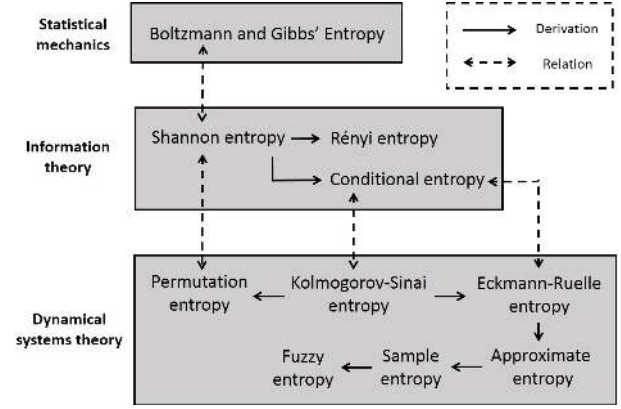 Statistical
mechanics
Boltzmann and Gibbs' Entropy
Derivation
Relation
Information
theory
Shannon entropy
Rényi entropy
Conditional entropy
Dynamical
systems theory
Permutation
entropy
Kolmogorov-Sinai
entropy
Eckmann-Ruelle
entropy
Fuzzy
entropy
Sample
entropy
Approximate
entropy